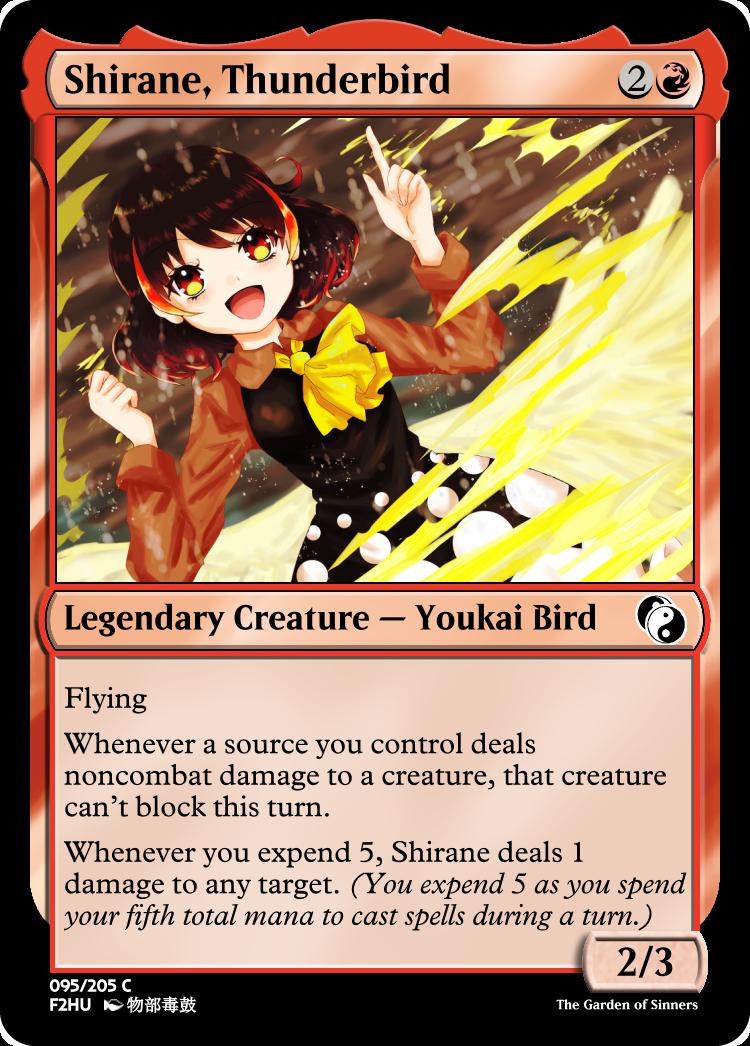 Shirane, Thunderbird 2
Legendary Creature — Youkai Bird
Flying
Whenever a source you control deals
noncombat damage to a creature, that creature
can't block this turn.
Whenever you expend 5, Shirane deals 1
damage to any target. (You expend 5 as you spend
your fifth total mana to cast spells during a turn.)
2/3
095/205 C
F2HU 物部毒鼓
The Garden of Sinners